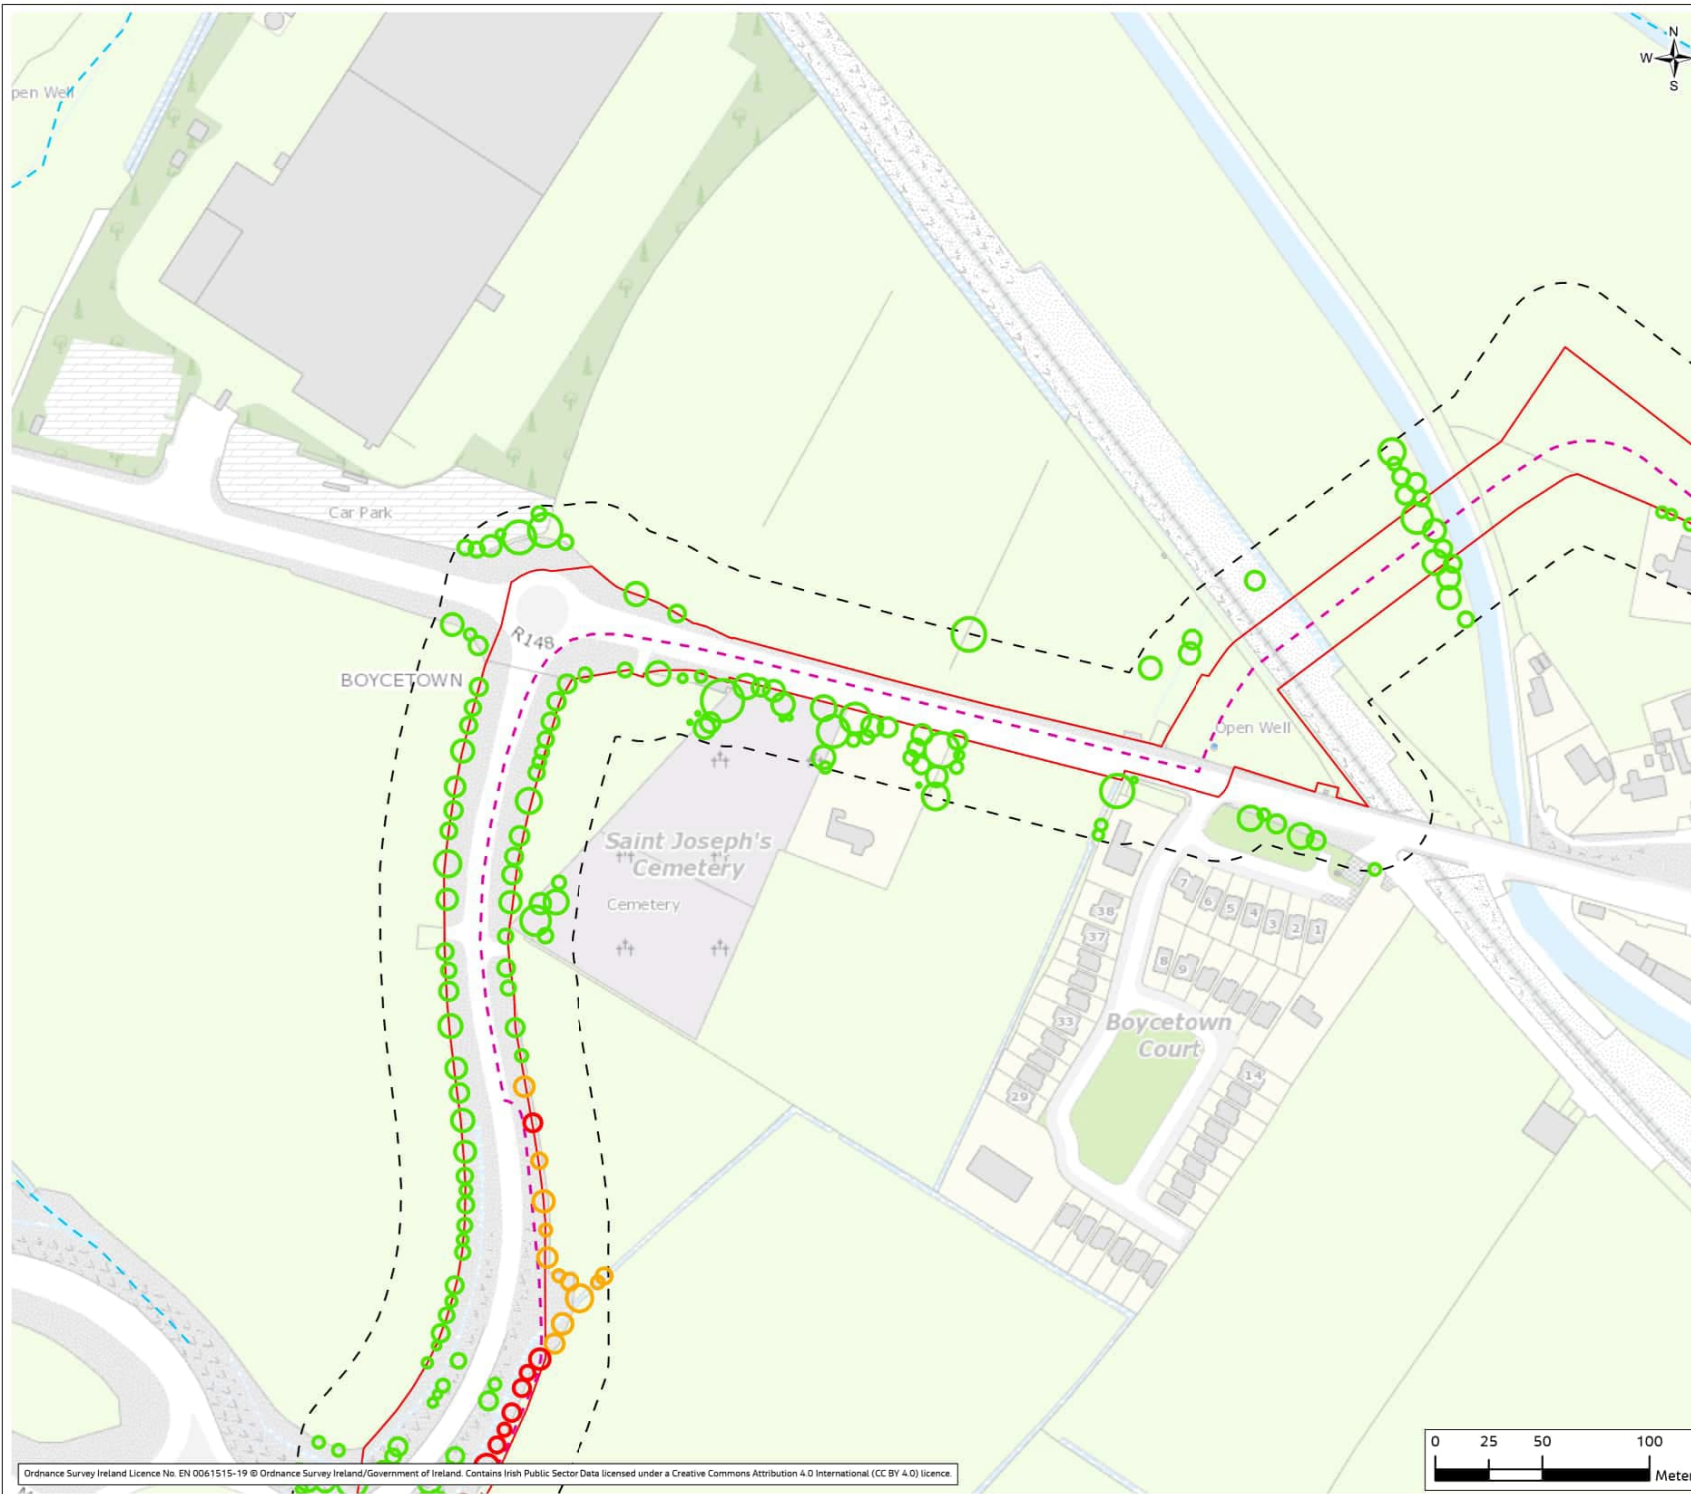 N
W
S
pen Well
Car Park
R148
BOYCETOWN
Open Well
Saint Joseph's
Cemetery
Cemetery
7
6
5
4
3
2
1
38
37
8
9
33
Boycetown
Court
14
29
0 25 50 100
Meter
Ordnance Survey Ireland Licence No. EN 0061515-19 © Ordnance Survey Ireland/Government of Ireland. Contains Irish Public Sector Data licensed under a Creative Commons Attribution 4.0 International (CC BY 4.0) licence.